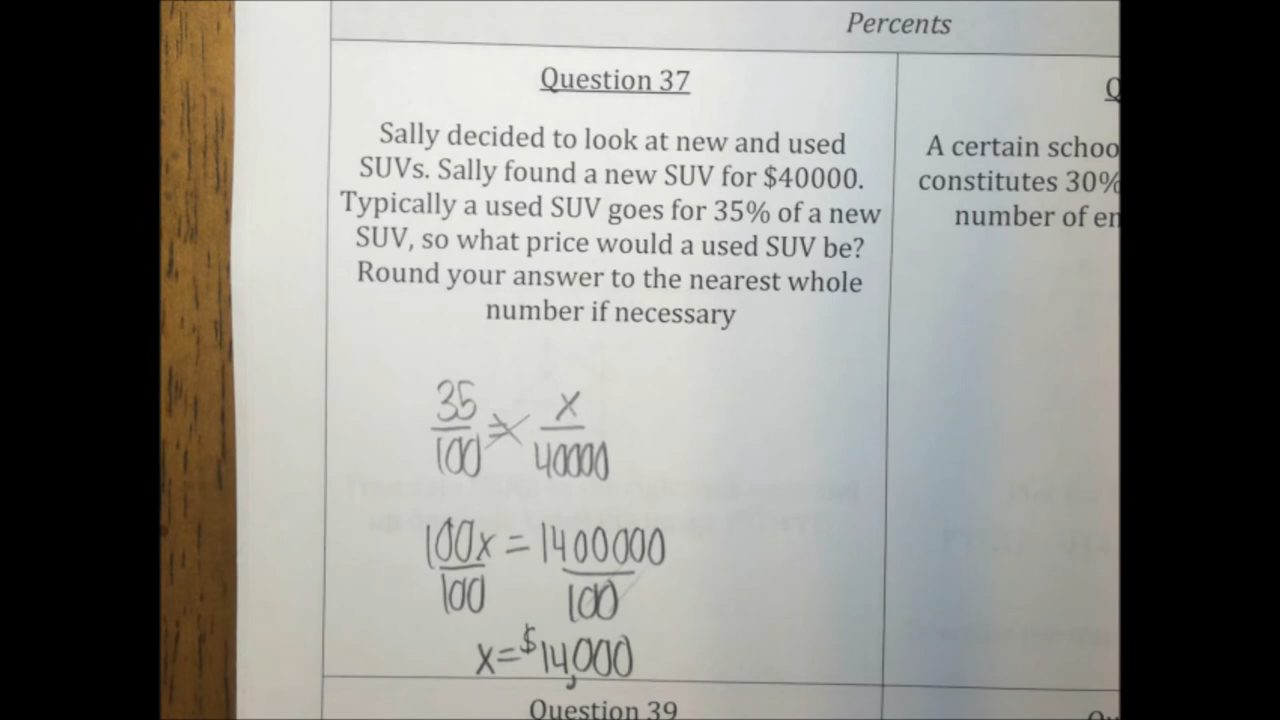 Percents
Question 37
Sally decided to look at new and used
SUVs. Sally found a new SUV for $40000.
Typically a used SUV goes for 35% of a new
SUV, so what price would a used SUV be?
Round your answer to the nearest whole
number if necessary
35 x
100 = 40000
100x = 1400000
100 100
x=$14,000
Q
A certain schoo
constitutes 30%
number of en
Question 39